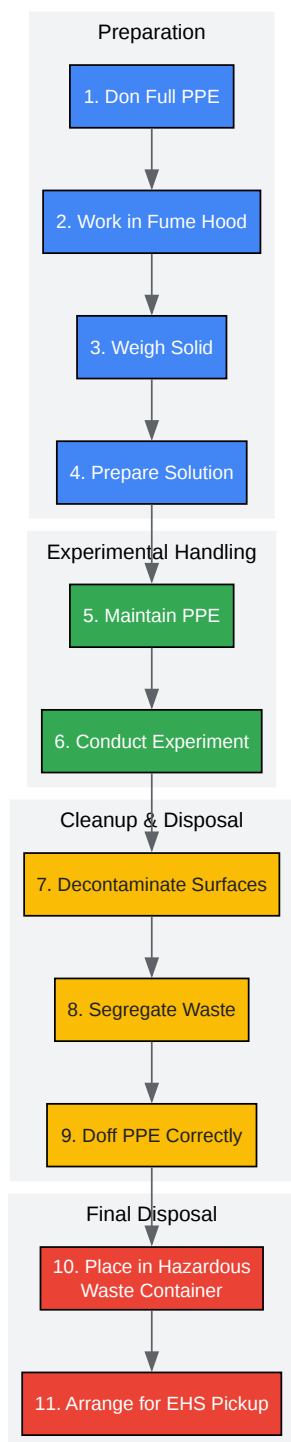 Preparation
1. Don Full PPE
2. Work in Fume Hood
3. Weigh Solid
4. Prepare Solution
Experimental Handling
5. Maintain PPE
6. Conduct Experiment
Cleanup & Disposal
7. Decontaminate Surfaces
8. Segregate Waste
9. Doff PPE Correctly
Final Disposal
10. Place in Hazardous
Waste Container
11. Arrange for EHS Pickup